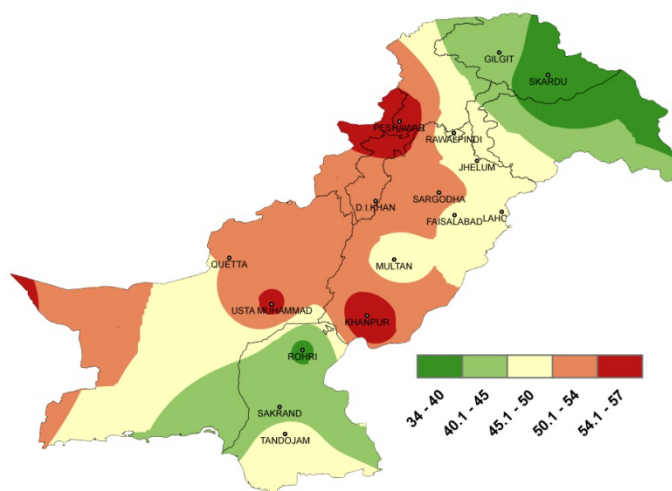 GILGIT
SKARDU
PESHAWAR
RAWALPINDI
JHELUM
SARGODHA
D.I.KHAN
FAISALABAD
LAHO
QUETTA
MULTAN
USTA MUHAMMAD
KHANPUR
ROHRI
SAKRAND
TANDOJAM
34 - 40
40.1 - 45
45.1 - 50
50.1 - 54
54.1 - 57